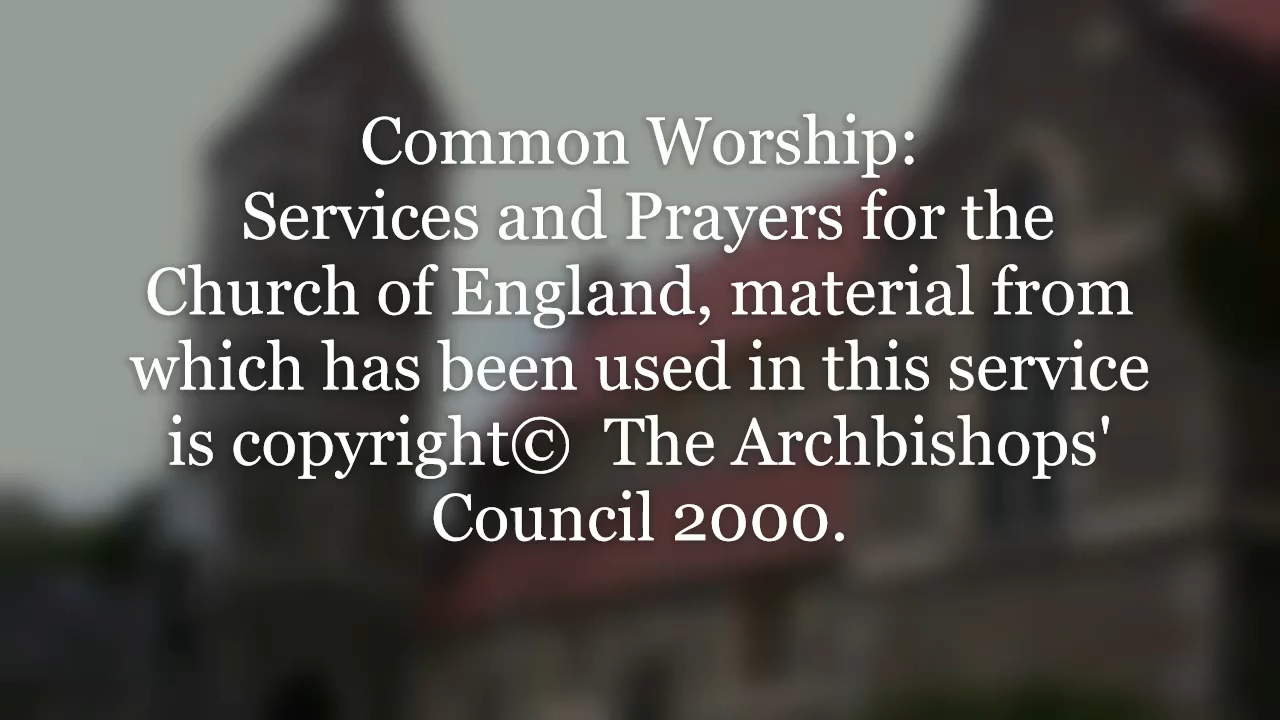 Common Worship:
Services and Prayers for the
Church of England, material from
which has been used in this service
is copyright©  The Archbishops'
Council 2000.